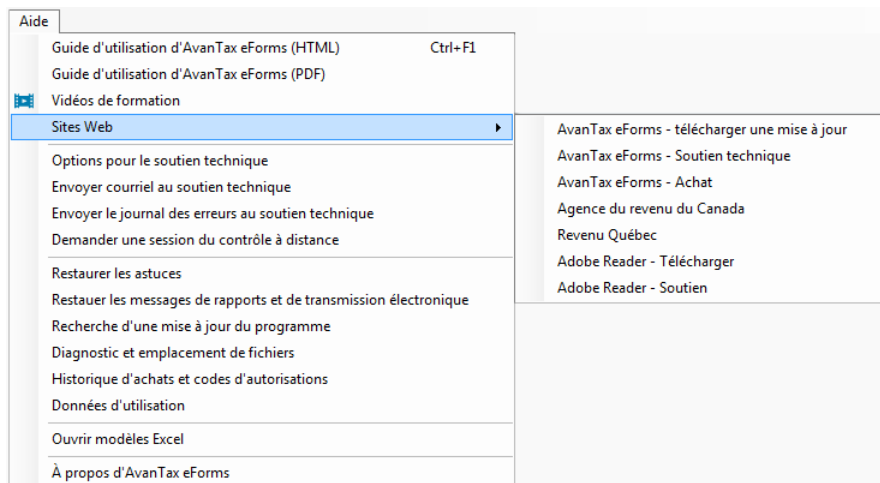 Aide
Guide d'utilisation d'AvanTax eForms (HTML) Ctrl+F1
Guide d'utilisation d'AvanTax eForms (PDF)
Vidéos de formation
Sites Web
Options pour le soutien technique
Envoyer courriel au soutien technique
Envoyer le journal des erreurs au soutien technique
Demander une session du contrôle à distance
Restaurer les astuces
Restauer les messages de rapports et de transmission électronique
Recherche d'une mise à jour du programme
Diagnostic et emplacement de fichiers
Historique d'achats et codes d'autorisations
Données d'utilisation
Ouvrir modèles Excel
À propos d'AvanTax eForms
AvanTax eForms - télécharger une mise à jour
AvanTax eForms - Soutien technique
AvanTax eForms - Achat
Agence du revenu du Canada
Revenu Québec
Adobe Reader - Télécharger
Adobe Reader - Soutien